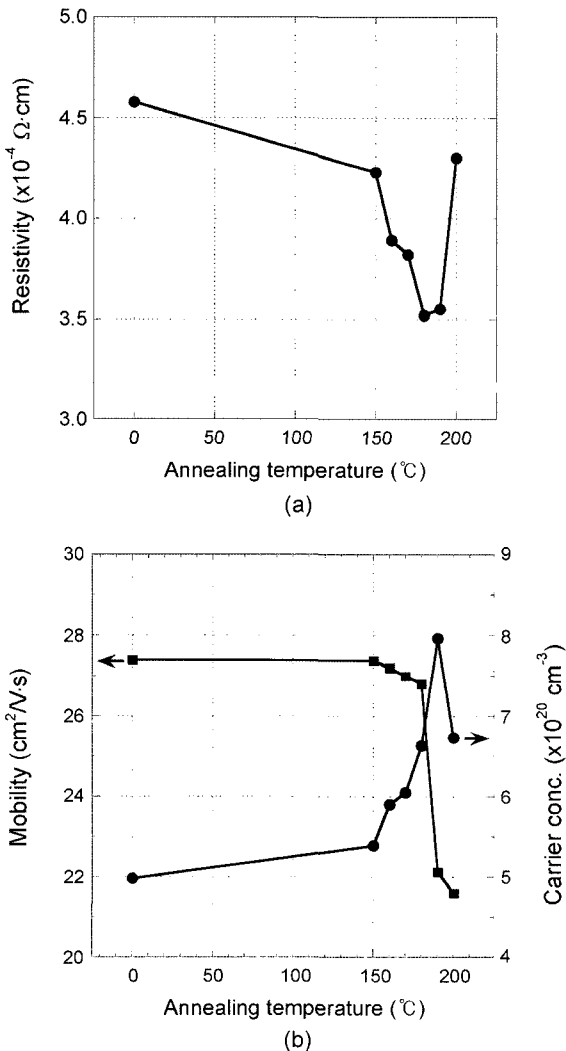 5.0
4.5
4.0
3.5
3.0
Resistivity (x10⁻⁴ Ω·cm)
0 50 100 150 200
Annealing temperature (℃)
(a)
30
28
26
24
22
20
Mobility (cm²/V·s)
9
8
7
6
5
4
Carrier conc. (x10²⁰ cm⁻³)
0 50 100 150 200
Annealing temperature (℃)
(b)